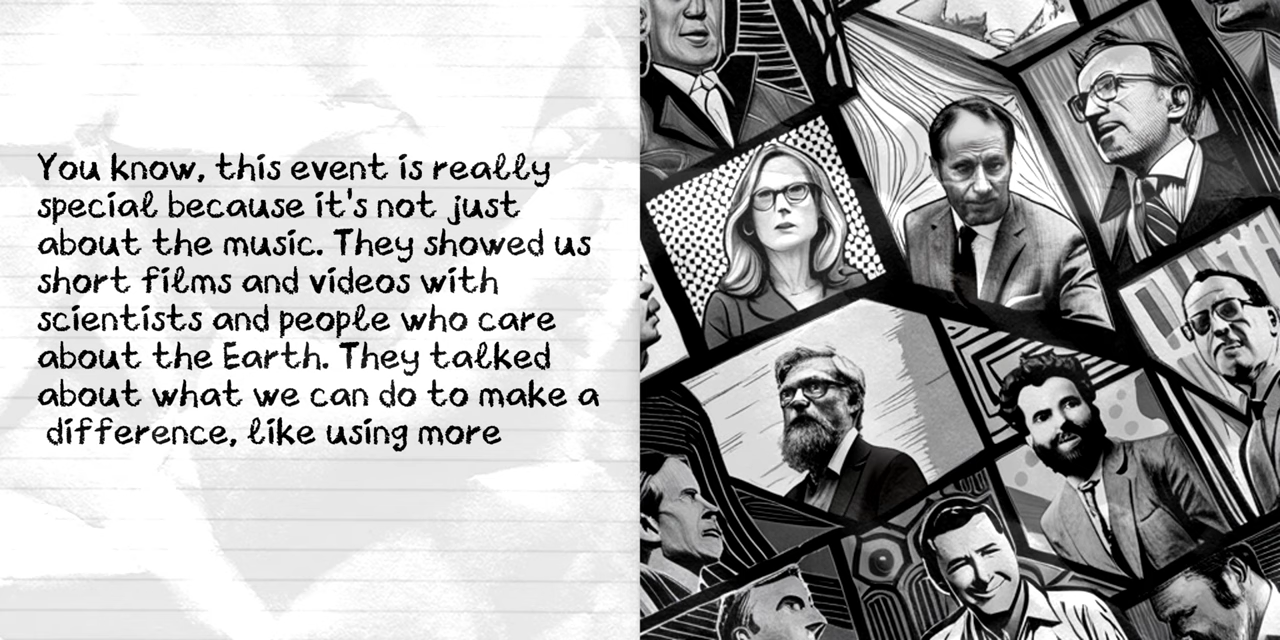 You know, this event is really
special because it's not just
about the music. They showed us
short films and videos with
scientists and people who care
about the Earth. They talked
about what we can do to make a
difference, like using more